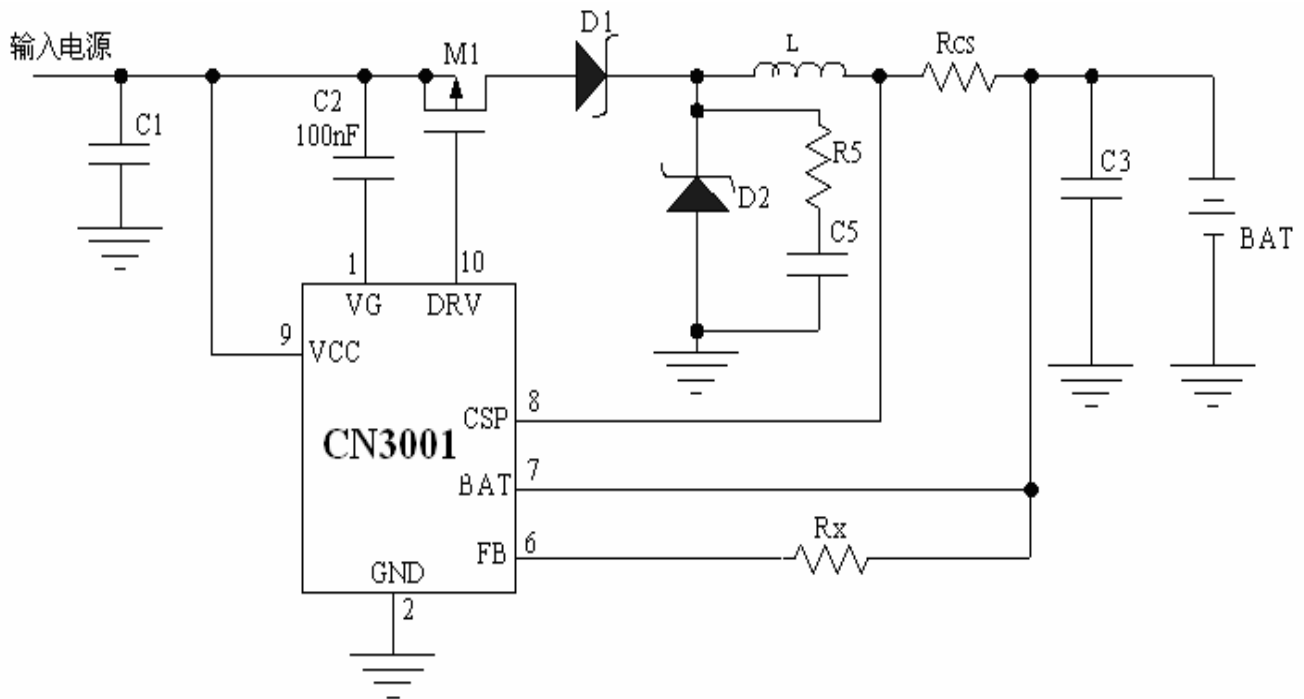 输入电源
D1
M1
L
Rcs
C1
C2
100nF
R5
D2
C5
C3
BAT
1
10
VG
DRV
9
VCC
CSP
8
CN3001
BAT
7
FB
6
Rx
GND
2